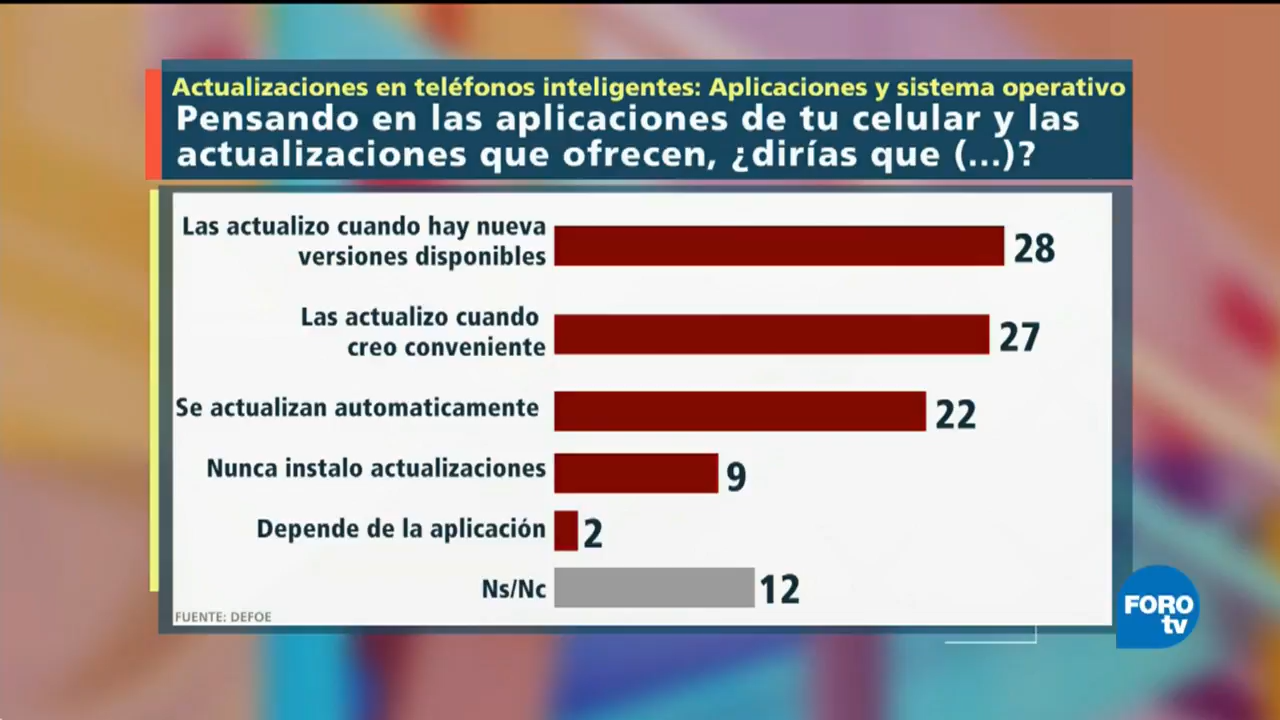 Actualizaciones en teléfonos inteligentes: Aplicaciones y sistema operativo
Pensando en las aplicaciones de tu celular y las
actualizaciones que ofrecen, ¿dirías que (...)?
Las actualizo cuando hay nueva
versiones disponibles
28
Las actualizo cuando
creo conveniente
27
Se actualizan automaticamente
22
Nunca instalo actualizaciones
9
Depende de la aplicación
2
Ns/Nc
12
FUENTE: DEFOE
FORO
tv